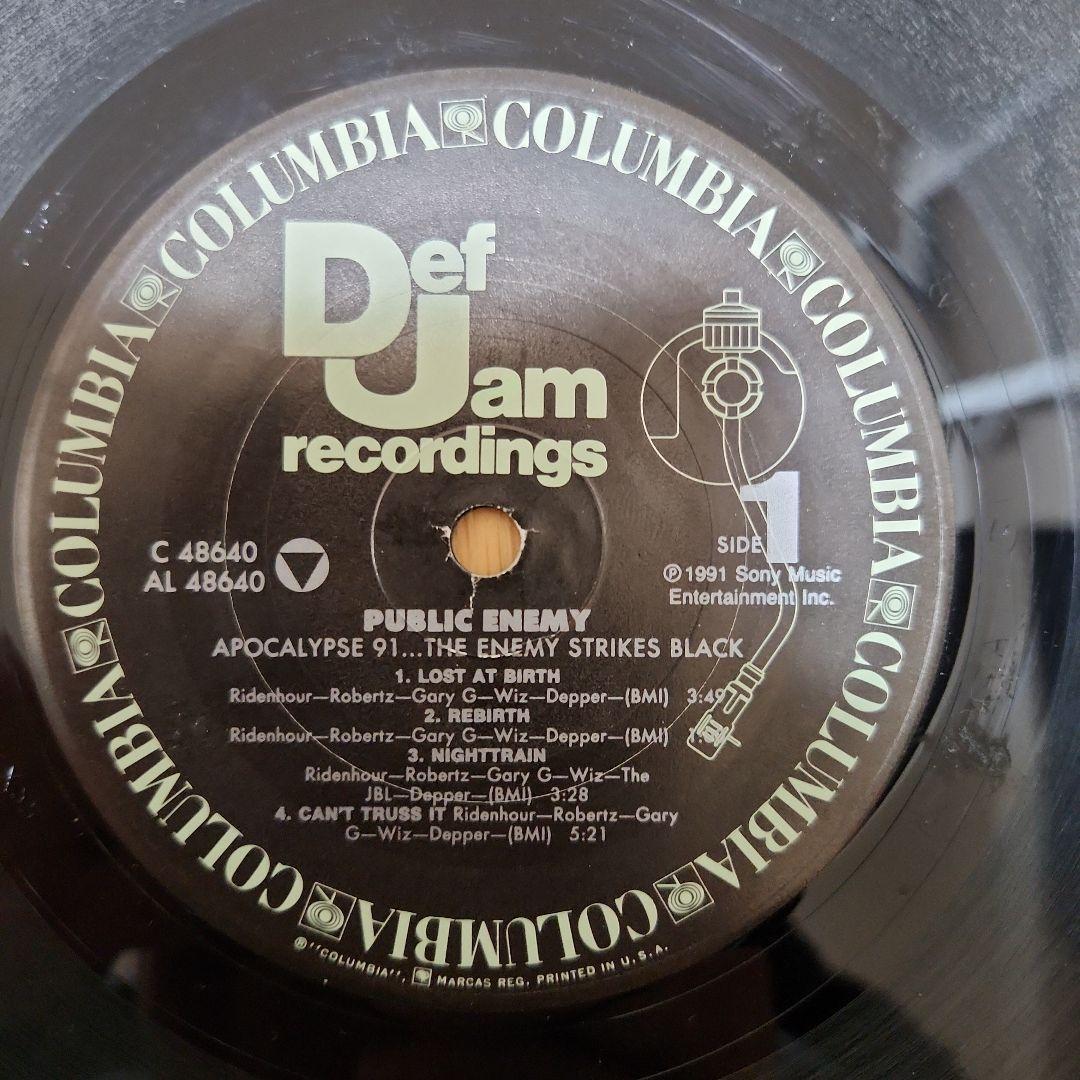 COLUMBIA COLUMBIA COLUMBIA COLUMBIA COLUMBIA COLUMBIA COLUMBIA COLUMBIA COLUMBIA COLUMBIA
Def
Jam
recordings
1
SIDE
C 48640
AL 48640
℗ 1991 Sony Music
Entertainment Inc.
PUBLIC ENEMY
APOCALYPSE 91...THE ENEMY STRIKES BLACK
1. LOST AT BIRTH
Ridenhour—Robertz—Gary G—Wiz—Depper—(BMI) 3:49
2. REBIRTH
Ridenhour—Robertz—Gary G—Wiz—Depper—(BMI)
3. NIGHTTRAIN
Ridenhour—Robertz—Gary G—Wiz—The
JBL—Depper—(BMI) 3:28
4. CAN'T TRUSS IT Ridenhour—Robertz—Gary
G—Wiz—Depper—(BMI) 5:21
® "COLUMBIA", MARCAS REG. PRINTED IN U.S.A.